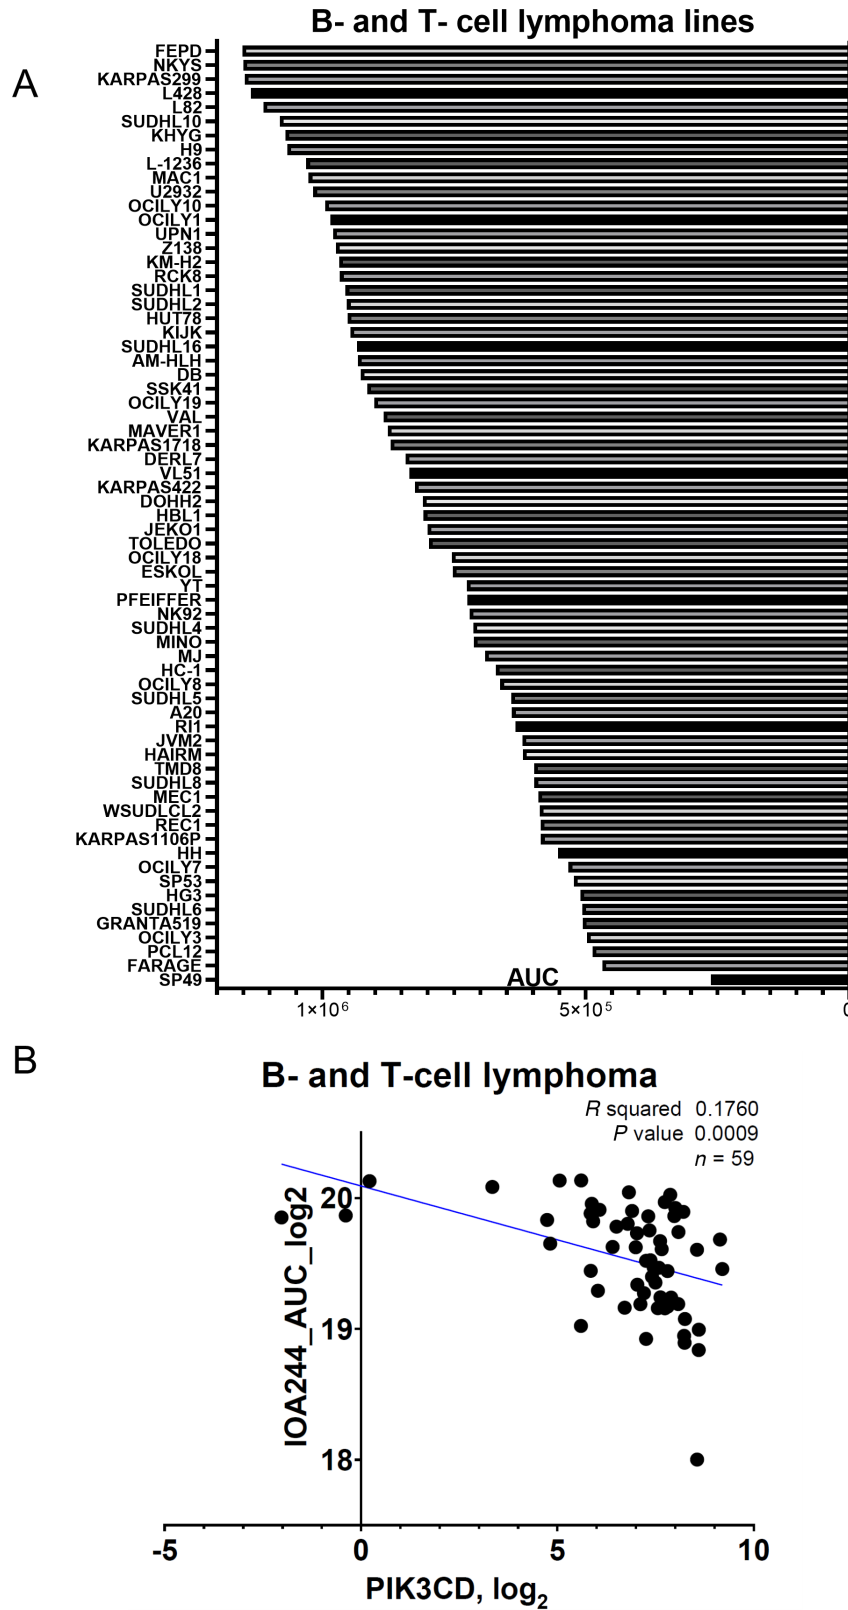 B- and T- cell lymphoma lines
A
FEPD
NKYS
KARPAS299
L428
L82
SUDHL10
KHYG
H9
L-1236
MAC1
U2932
OCILY10
OCILY1
UPN1
Z138
KM-H2
RCK8
SUDHL1
SUDHL2
HUT78
KIJK
SUDHL16
AM-HLH
DB
SSK41
OCILY19
VAL
MAVER1
KARPAS1718
DERL7
VL51
KARPAS422
DOHH2
HBL1
JEKO1
TOLEDO
OCILY18
ESKOL
YT
PFEIFFER
NK92
SUDHL4
MINO
MJ
HC-1
OCILY8
SUDHL5
A20
RI1
JVM2
HAIRM
TMD8
SUDHL8
MEC1
WSUDLCL2
REC1
KARPAS1106P
HH
OCILY7
SP53
HG3
SUDHL6
GRANTA519
OCILY3
PCL12
FARAGE
SP49
AUC
1×10⁶ 5×10⁵ 0
B
B- and T-cell lymphoma
R squared 0.1760
P value 0.0009
n = 59
IOA244_AUC_log2
20
19
18
-5 0 5 10
PIK3CD, log₂